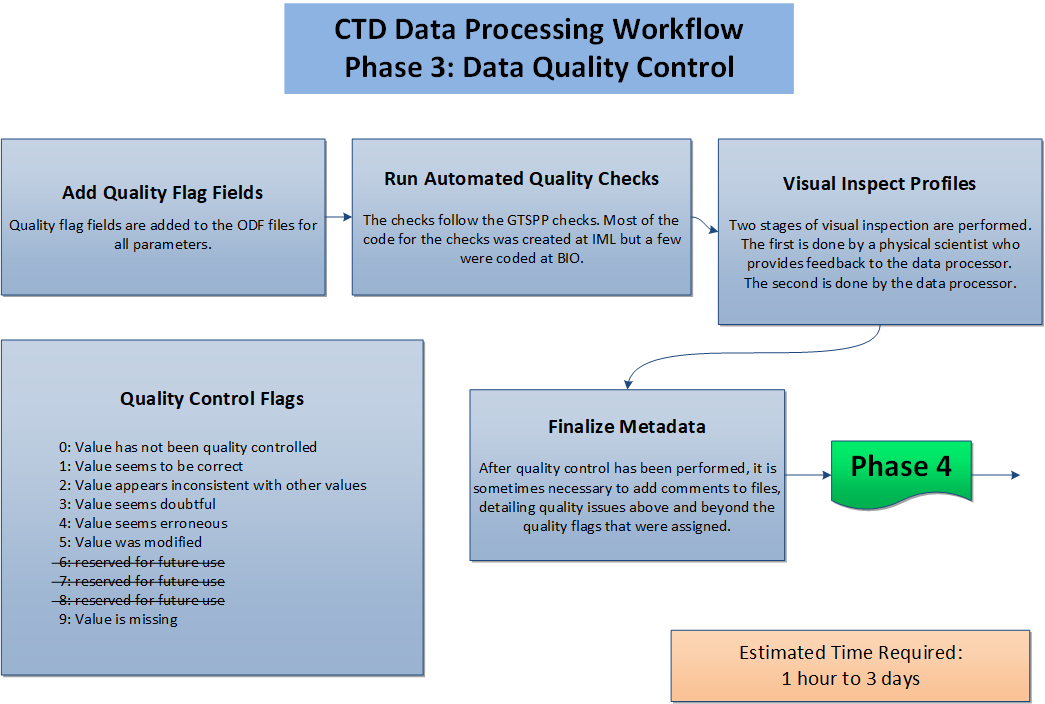 CTD Data Processing Workflow
Phase 3: Data Quality Control
Add Quality Flag Fields
Quality flag fields are added to the ODF files for
all parameters.
Run Automated Quality Checks
The checks follow the GTSPP checks. Most of the
code for the checks was created at IML but a few
were coded at BIO.
Visual Inspect Profiles
Two stages of visual inspection are performed.
The first is done by a physical scientist who
provides feedback to the data processor.
The second is done by the data processor.
Quality Control Flags
0: Value has not been quality controlled
1: Value seems to be correct
2: Value appears inconsistent with other values
3: Value seems doubtful
4: Value seems erroneous
5: Value was modified
6: reserved for future use
7: reserved for future use
8: reserved for future use
9: Value is missing
Finalize Metadata
After quality control has been performed, it is
sometimes necessary to add comments to files,
detailing quality issues above and beyond the
quality flags that were assigned.
Phase 4
Estimated Time Required:
1 hour to 3 days